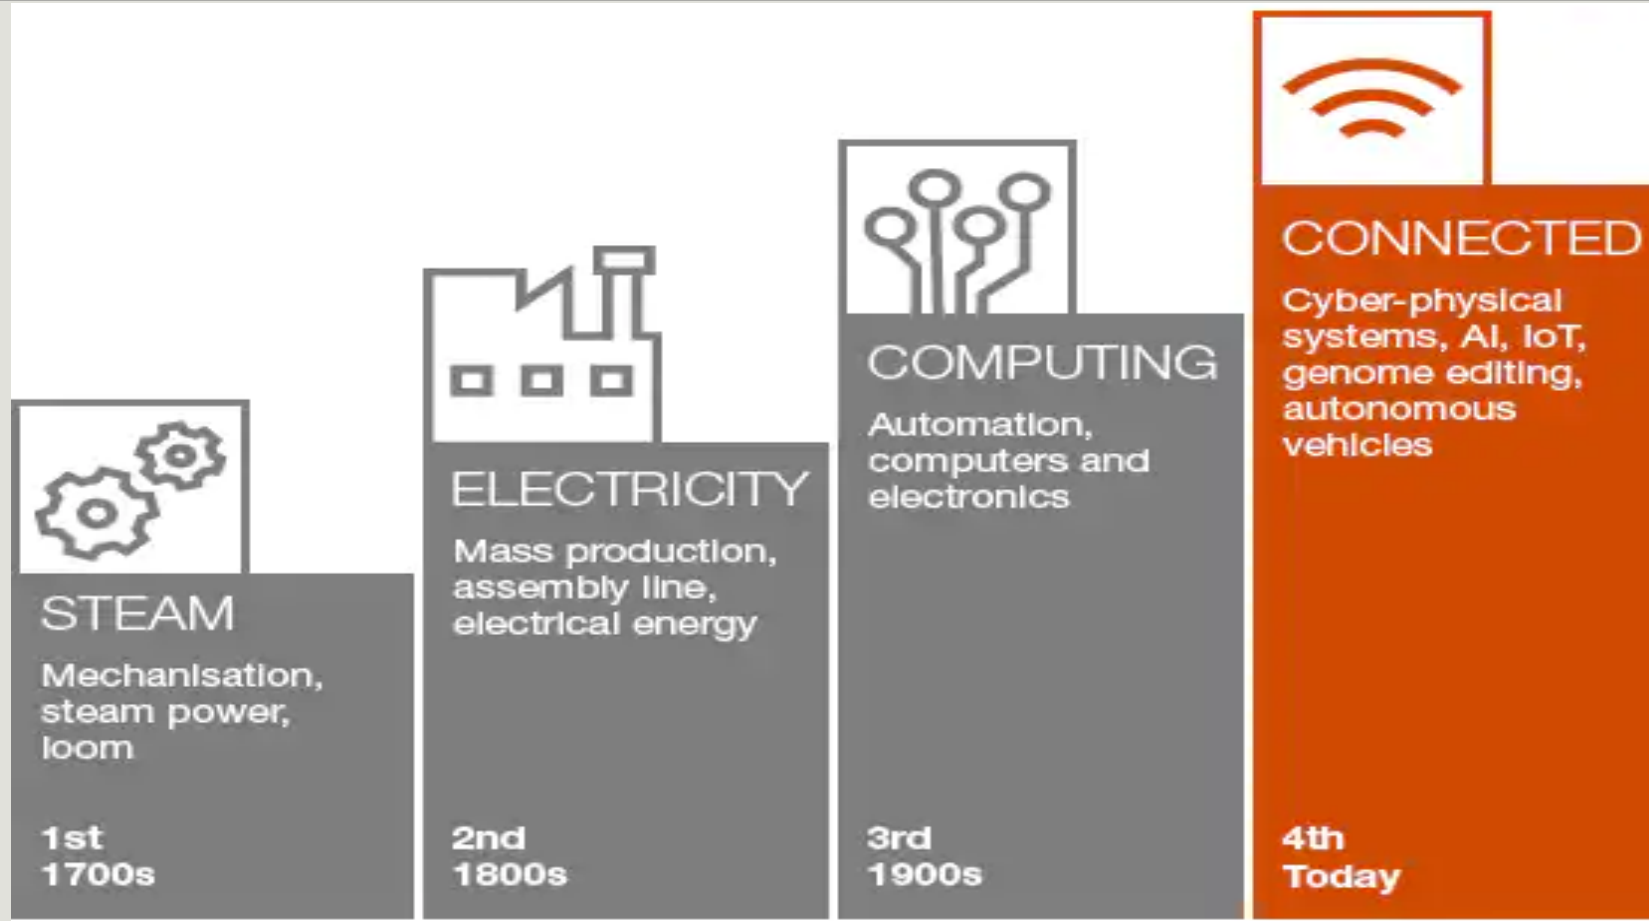 STEAM
Mechanisation,
steam power,
loom
1st
1700s
ELECTRICITY
Mass production,
assembly line,
electrical energy
2nd
1800s
COMPUTING
Automation,
computers and
electronics
3rd
1900s
CONNECTED
Cyber-physical
systems, AI, IoT,
genome editing,
autonomous
vehicles
4th
Today